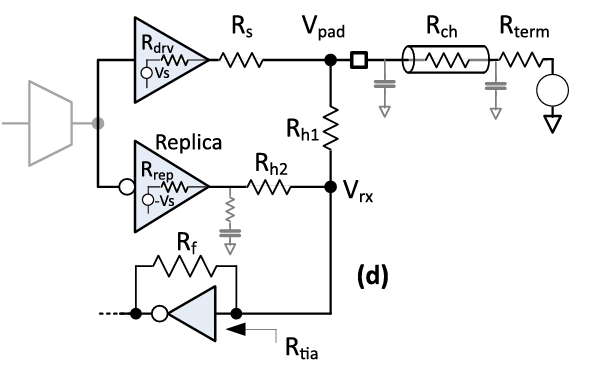 Rs Vpad Rch Rterm
Rdrv
Vs
Rh1
Replica
Rrep
-Vs
Rh2
Vrx
Rf
(d)
Rtia